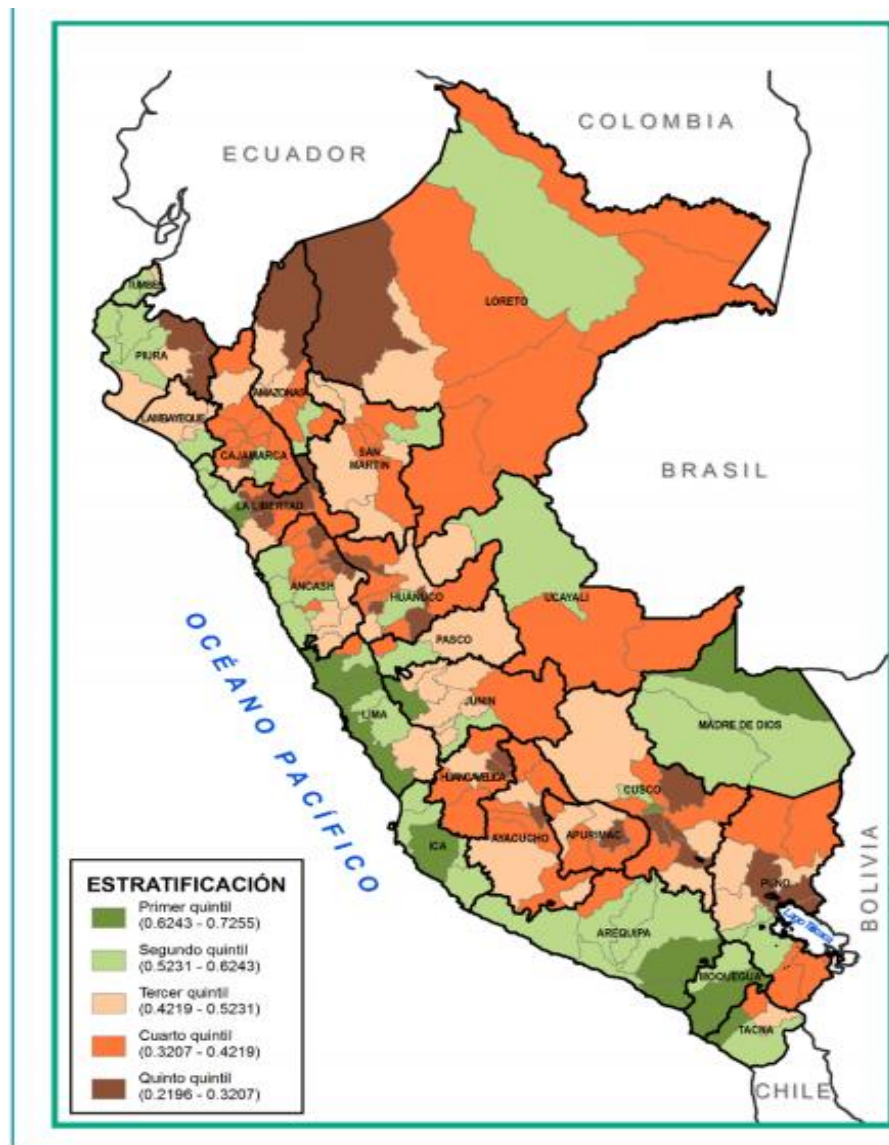 COLOMBIA
ECUADOR
LORETO
TUMBES
PIURA
AMAZONAS
LAMBAYEQUE
CAJAMARCA
SAN
MARTIN
BRASIL
LA LIBERTAD
ANCASH
HUÁNUCO
UCAYALI
PASCO
OCÉANO PACÍFICO
LIMA
JUNIN
MADRE DE DIOS
HUANCAVELICA
CUSCO
ICA
AYACUCHO
APURIMAC
PUNO
Lago Titicaca
BOLIVIA
AREQUIPA
MOQUEGUA
TACNA
CHILE
ESTRATIFICACIÓN
Primer quintil
(0.6243 - 0.7255)
Segundo quintil
(0.5231 - 0.6243)
Tercer quintil
(0.4219 - 0.5231)
Cuarto quintil
(0.3207 - 0.4219)
Quinto quintil
(0.2196 - 0.3207)